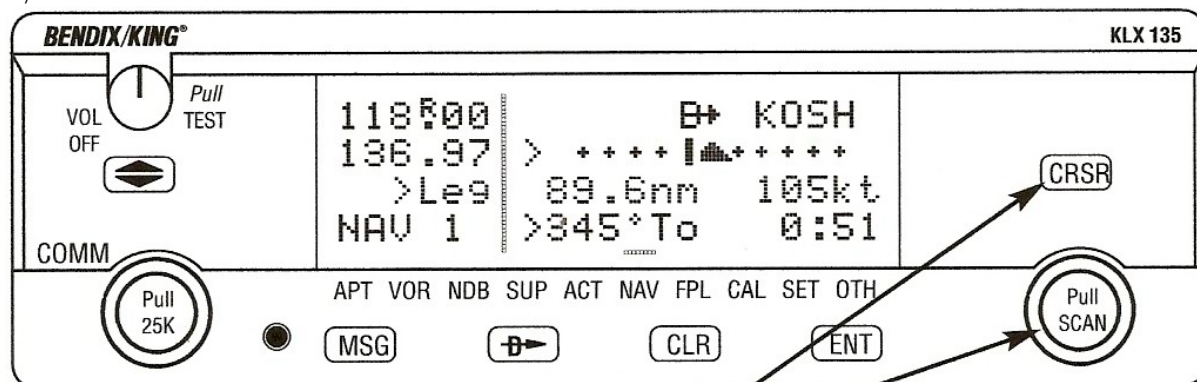 BENDIX/KING®
KLX 135
VOL
OFF
Pull
TEST
COMM
Pull
25K
118.00 R
136.97
>Leg
NAV 1
KOSH
> ++++ +++++
89.6nm 105kt
>345°To 0:51
APT VOR NDB SUP ACT NAV FPL CAL SET OTH
MSG
D
CLR
ENT
CRSR
Pull
SCAN